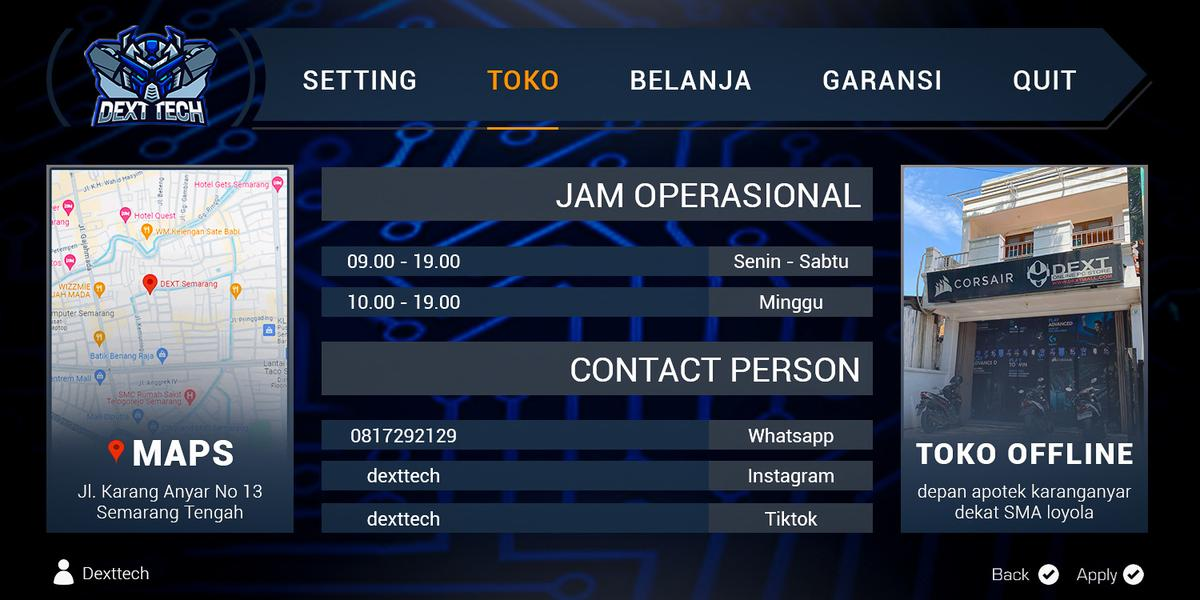 DEXT TECH
SETTING
TOKO
BELANJA
GARANSI
QUIT
Jl. K.H. Wahid Hasyim
Hotel Gets Semarang
Hotel Quest
WM Kelengan Sate Babi
Jl. Gajahmada
WIZZMIE
JAH MADA
DEXT Semarang
mputer Semarang
Jl. Pringgading
Batik Benang Raja
entrem Mall
Jl. Anggrek IV
SMC Rumah Sakit
Telogorejo Semarang
MAPS
Jl. Karang Anyar No 13
Semarang Tengah
JAM OPERASIONAL
09.00 - 19.00 Senin - Sabtu
10.00 - 19.00 Minggu
CONTACT PERSON
0817292129 Whatsapp
dexttech Instagram
dexttech Tiktok
CORSAIR
DEXT
ONLINE PC STORE
TOKO OFFLINE
depan apotek karanganyar
dekat SMA loyola
Dexttech
Back
Apply